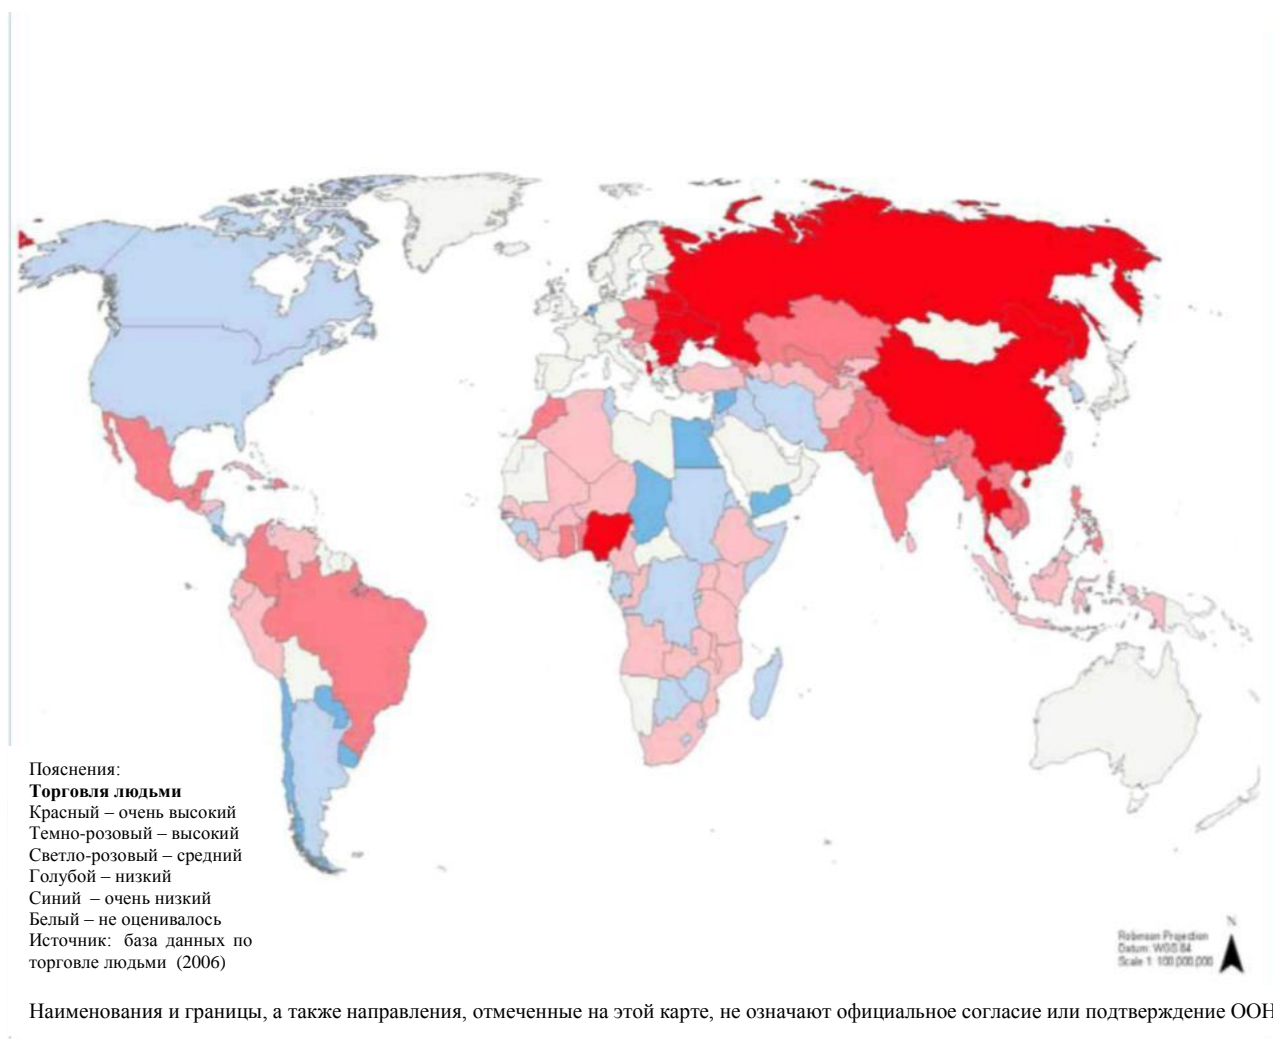 Пояснения:
Торговля людьми
Красный – очень высокий
Темно-розовый – высокий
Светло-розовый – средний
Голубой – низкий
Синий – очень низкий
Белый – не оценивалось
Источник: база данных по
торговле людьми (2006)
N
Robinson Projection
Datum: WGS 84
Scale 1: 100,000,000
Наименования и границы, а также направления, отмеченные на этой карте, не означают официальное согласие или подтверждение ООН